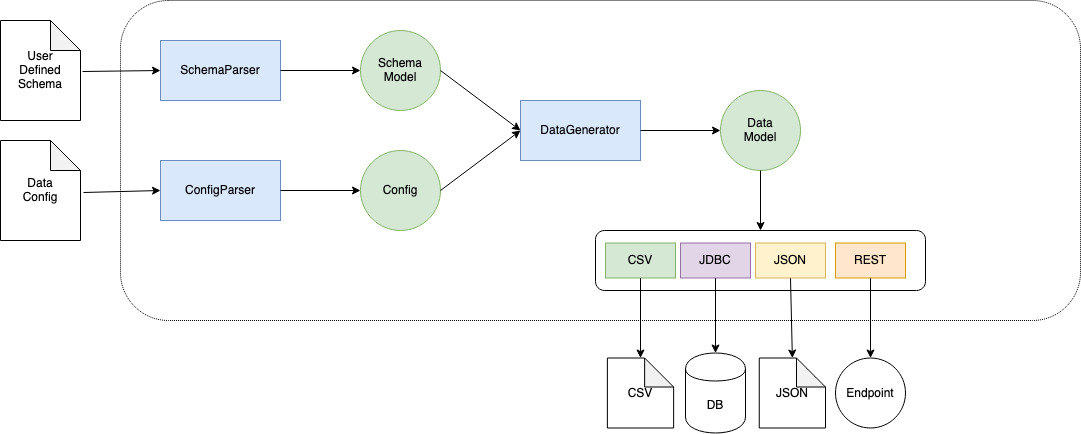 User
Defined
Schema
SchemaParser
Schema
Model
DataGenerator
Data
Model
Data
Config
ConfigParser
Config
CSV
JDBC
JSON
REST
CSV
DB
JSON
Endpoint